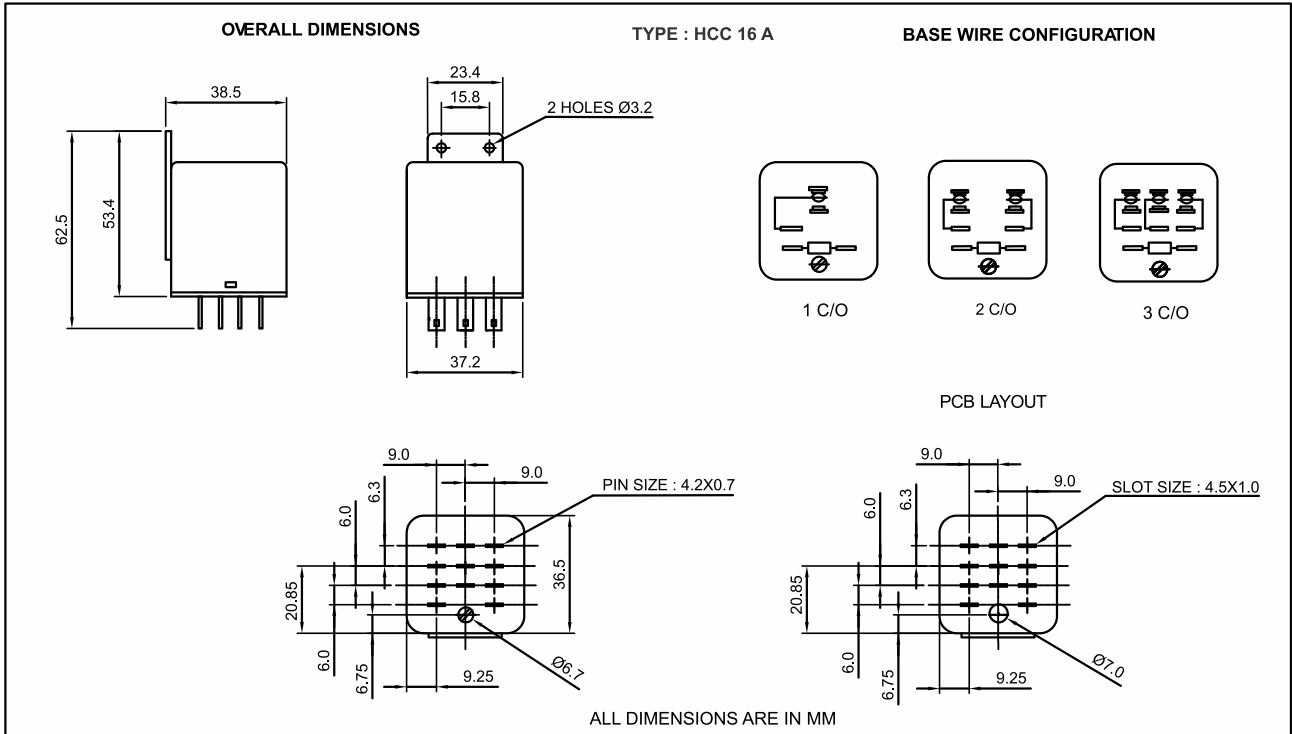 OVERALL DIMENSIONS
TYPE : HCC 16 A
BASE WIRE CONFIGURATION
38.5
62.5
53.4
23.4
15.8
2 HOLES Ø3.2
37.2
1 C/O
2 C/O
3 C/O
PCB LAYOUT
9.0
9.0
6.3
6.0
PIN SIZE : 4.2X0.7
36.5
20.85
6.0
6.75
9.25
Ø6.7
9.0
9.0
6.3
6.0
SLOT SIZE : 4.5X1.0
20.85
6.0
6.75
9.25
Ø7.0
ALL DIMENSIONS ARE IN MM